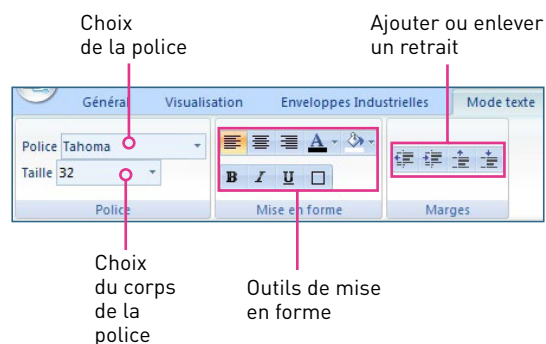 Choix
de la police
Ajouter ou enlever
un retrait
Général
Visualisation
Enveloppes Industrielles
Mode texte
Police Tahoma
Taille 32
B I U
Police
Mise en forme
Marges
Choix
du corps
de la
police
Outils de mise
en forme